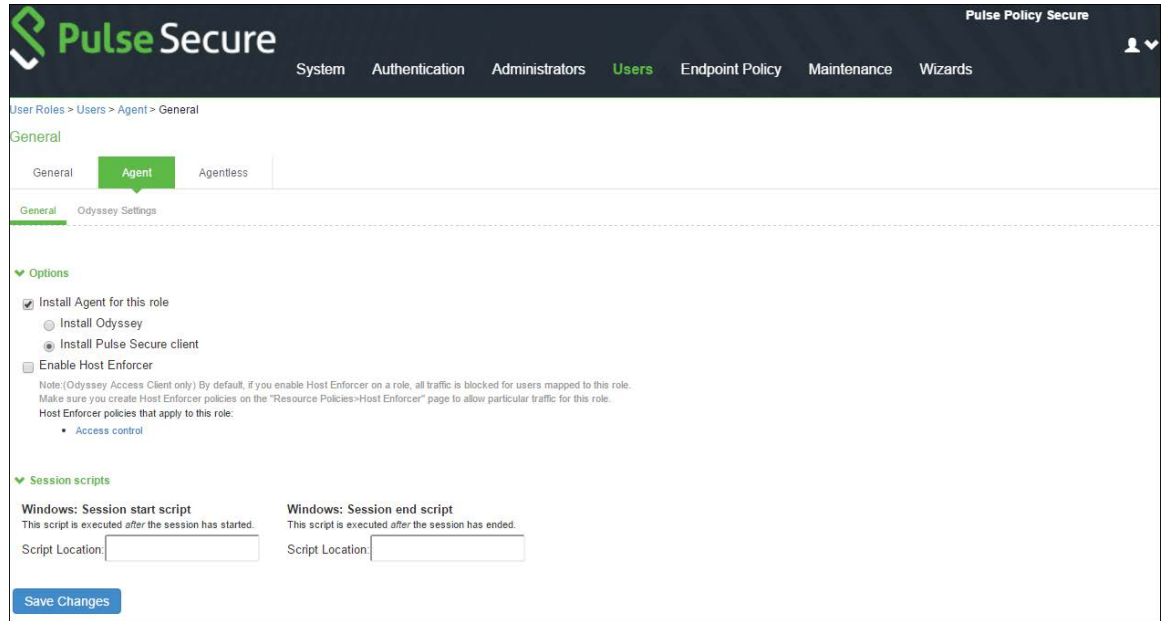 Pulse Policy Secure
Pulse Secure
System Authentication Administrators Users Endpoint Policy Maintenance Wizards
User Roles > Users > Agent > General
General
General Agent Agentless
General Odyssey Settings
Options
Install Agent for this role
Install Odyssey
Install Pulse Secure client
Enable Host Enforcer
Note:(Odyssey Access Client only) By default, if you enable Host Enforcer on a role, all traffic is blocked for users mapped to this role.
Make sure you create Host Enforcer policies on the "Resource Policies>Host Enforcer" page to allow particular traffic for this role.
Host Enforcer policies that apply to this role:
• Access control
Session scripts
Windows: Session start script Windows: Session end script
This script is executed after the session has started. This script is executed after the session has ended.
Script Location: Script Location:
Save Changes